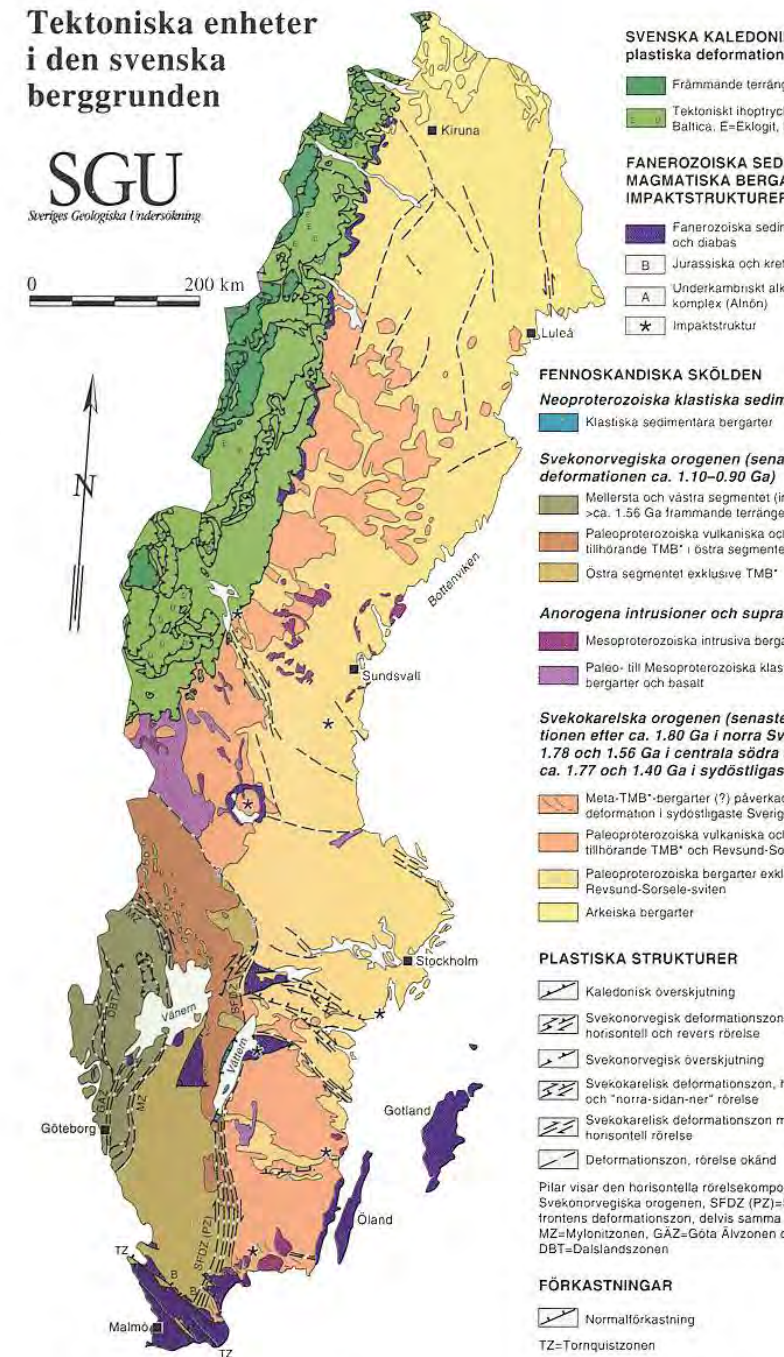 Tektoniska enheter
i den svenska
berggrunden
SGU
Sveriges Geologiska Undersökning
0 200 km
N
Kiruna
Luleå
Bottenviken
Sundsvall
Stockholm
MZ
DBT
Vänern
SFDZ
Vättern
GÄZ
MZ
Göteborg
Gotland
Öland
SFDZ (PZ)
TZ
B
B
Malmö
TZ
SVENSKA KALEDONI
plastiska deformation
Främmande terräng
Tektoniskt ihoptryck
E Baltica. E=Eklogit,
FANEROZOISKA SED
MAGMATISKA BERGA
IMPAKTSTRUKTURER
Fanerozoiska sedim
och diabas
B Jurassiska och kret
Underkambriskt alk
A komplex (Alnön)
* Impaktstruktur
FENNOSKANDISKA SKÖLDEN
Neoproterozoiska klastiska sedim
Klastiska sedimentära bergarter
Svekonorvegiska orogenen (sena
deformationen ca. 1.10–0.90 Ga)
Mellersta och västra segmentet (in
>ca. 1.56 Ga frammande terränge
Paleoproterozoiska vulkaniska och
tillhörande TMB* i östra segmente
Östra segmentet exklusive TMB*
Anorogena intrusioner och supra
Mesoproterozoiska intrusiva berga
Paleo- till Mesoproterozoiska klas
bergarter och basalt
Svekokarelska orogenen (senaste
tionen efter ca. 1.80 Ga i norra Sv
1.78 och 1.56 Ga i centrala södra
ca. 1.77 och 1.40 Ga i sydöstligas
Meta-TMB*-bergarter (?) påverkad
deformation i sydöstligaste Sverig
Paleoproterozoiska vulkaniska och
tillhörande TMB* och Revsund-So
Paleoproterozoiska bergarter exkl
Revsund-Sorsele-sviten
Arkeiska bergarter
PLASTISKA STRUKTURER
Kaledonisk överskjutning
Svekonorvegisk deformationszon,
horisontell och revers rörelse
Svekonorvegisk överskjutning
Svekokarelisk deformationszon, h
och "norra-sidan-ner" rörelse
Svekokarelisk deformationszon m
horisontell rörelse
Deformationszon, rörelse okänd
Pilar visar den horisontella rörelsekompo
Svekonorvegiska orogenen, SFDZ (PZ)=
frontens deformationszon, delvis samma
MZ=Mylonitzonen, GÄZ=Göta Älvzonen o
DBT=Dalslandszonen
FÖRKASTNINGAR
Normalförkastning
TZ=Tornquistzonen